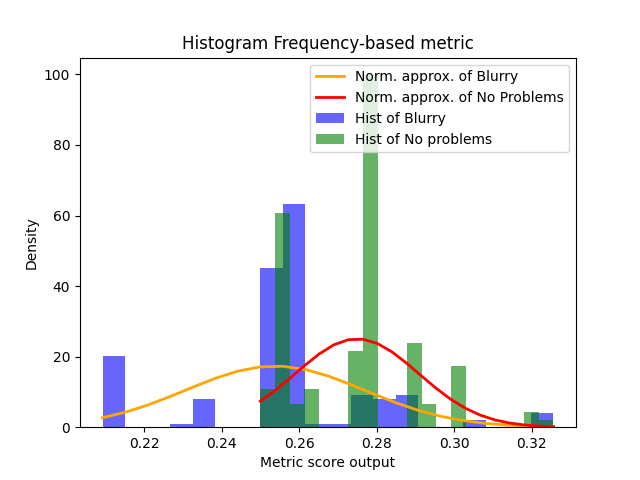 Histogram Frequency-based metric
Norm. approx. of Blurry
Norm. approx. of No Problems
Hist of Blurry
Hist of No problems
100
80
60
40
20
0
Density
0.22 0.24 0.26 0.28 0.30 0.32
Metric score output